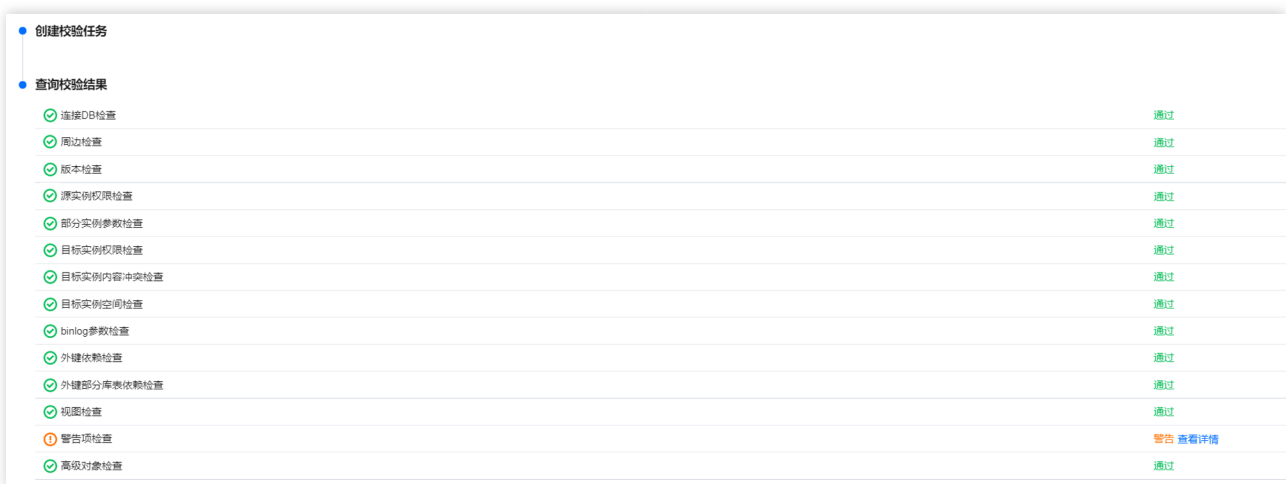 创建校验任务
查询校验结果
连接DB检查 通过
周边检查 通过
版本检查 通过
源实例权限检查 通过
部分实例参数检查 通过
目标实例权限检查 通过
目标实例内容冲突检查 通过
目标实例空间检查 通过
binlog参数检查 通过
外键依赖检查 通过
外键部分库表依赖检查 通过
视图检查 通过
警告项检查 警告 查看详情
高级对象检查 通过